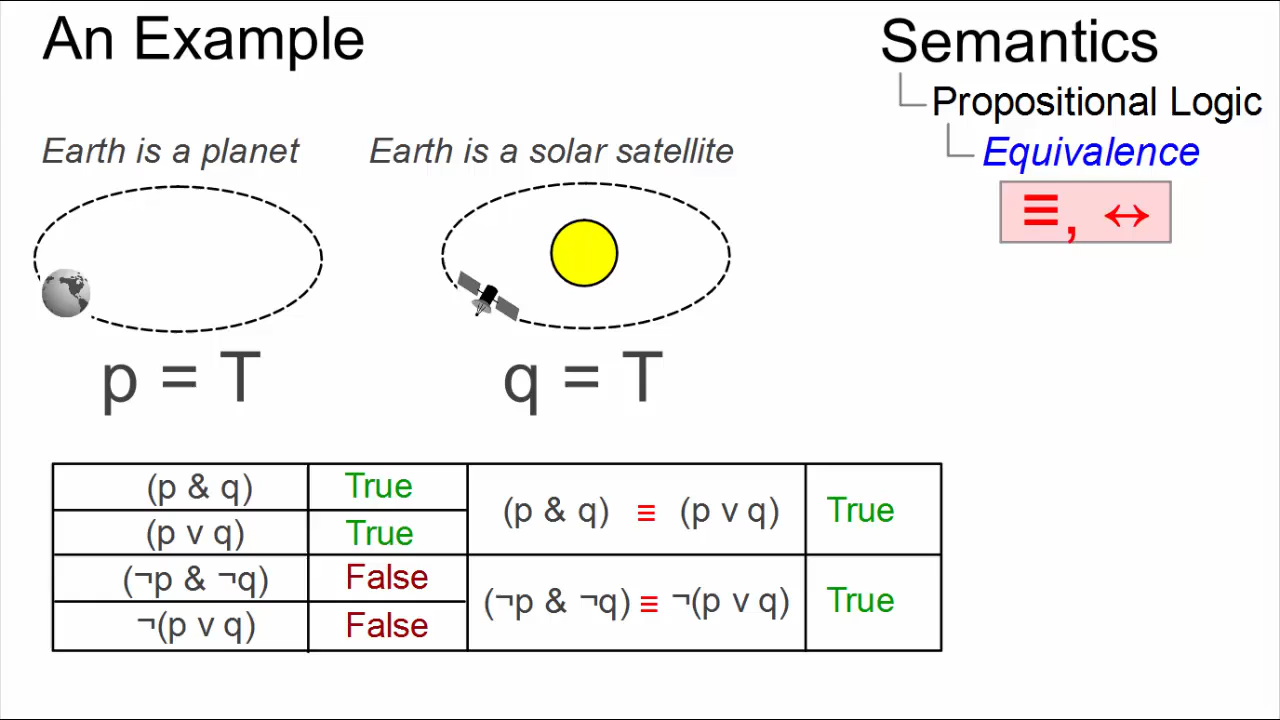 An Example
Semantics
Propositional Logic
Equivalence
≡, ↔
Earth is a planet
Earth is a solar satellite
p = T
q = T
(p & q) True
(p v q) True
(¬p & ¬q) False
¬(p v q) False
(p & q) ≡ (p v q) True
(¬p & ¬q) ≡ ¬(p v q) True